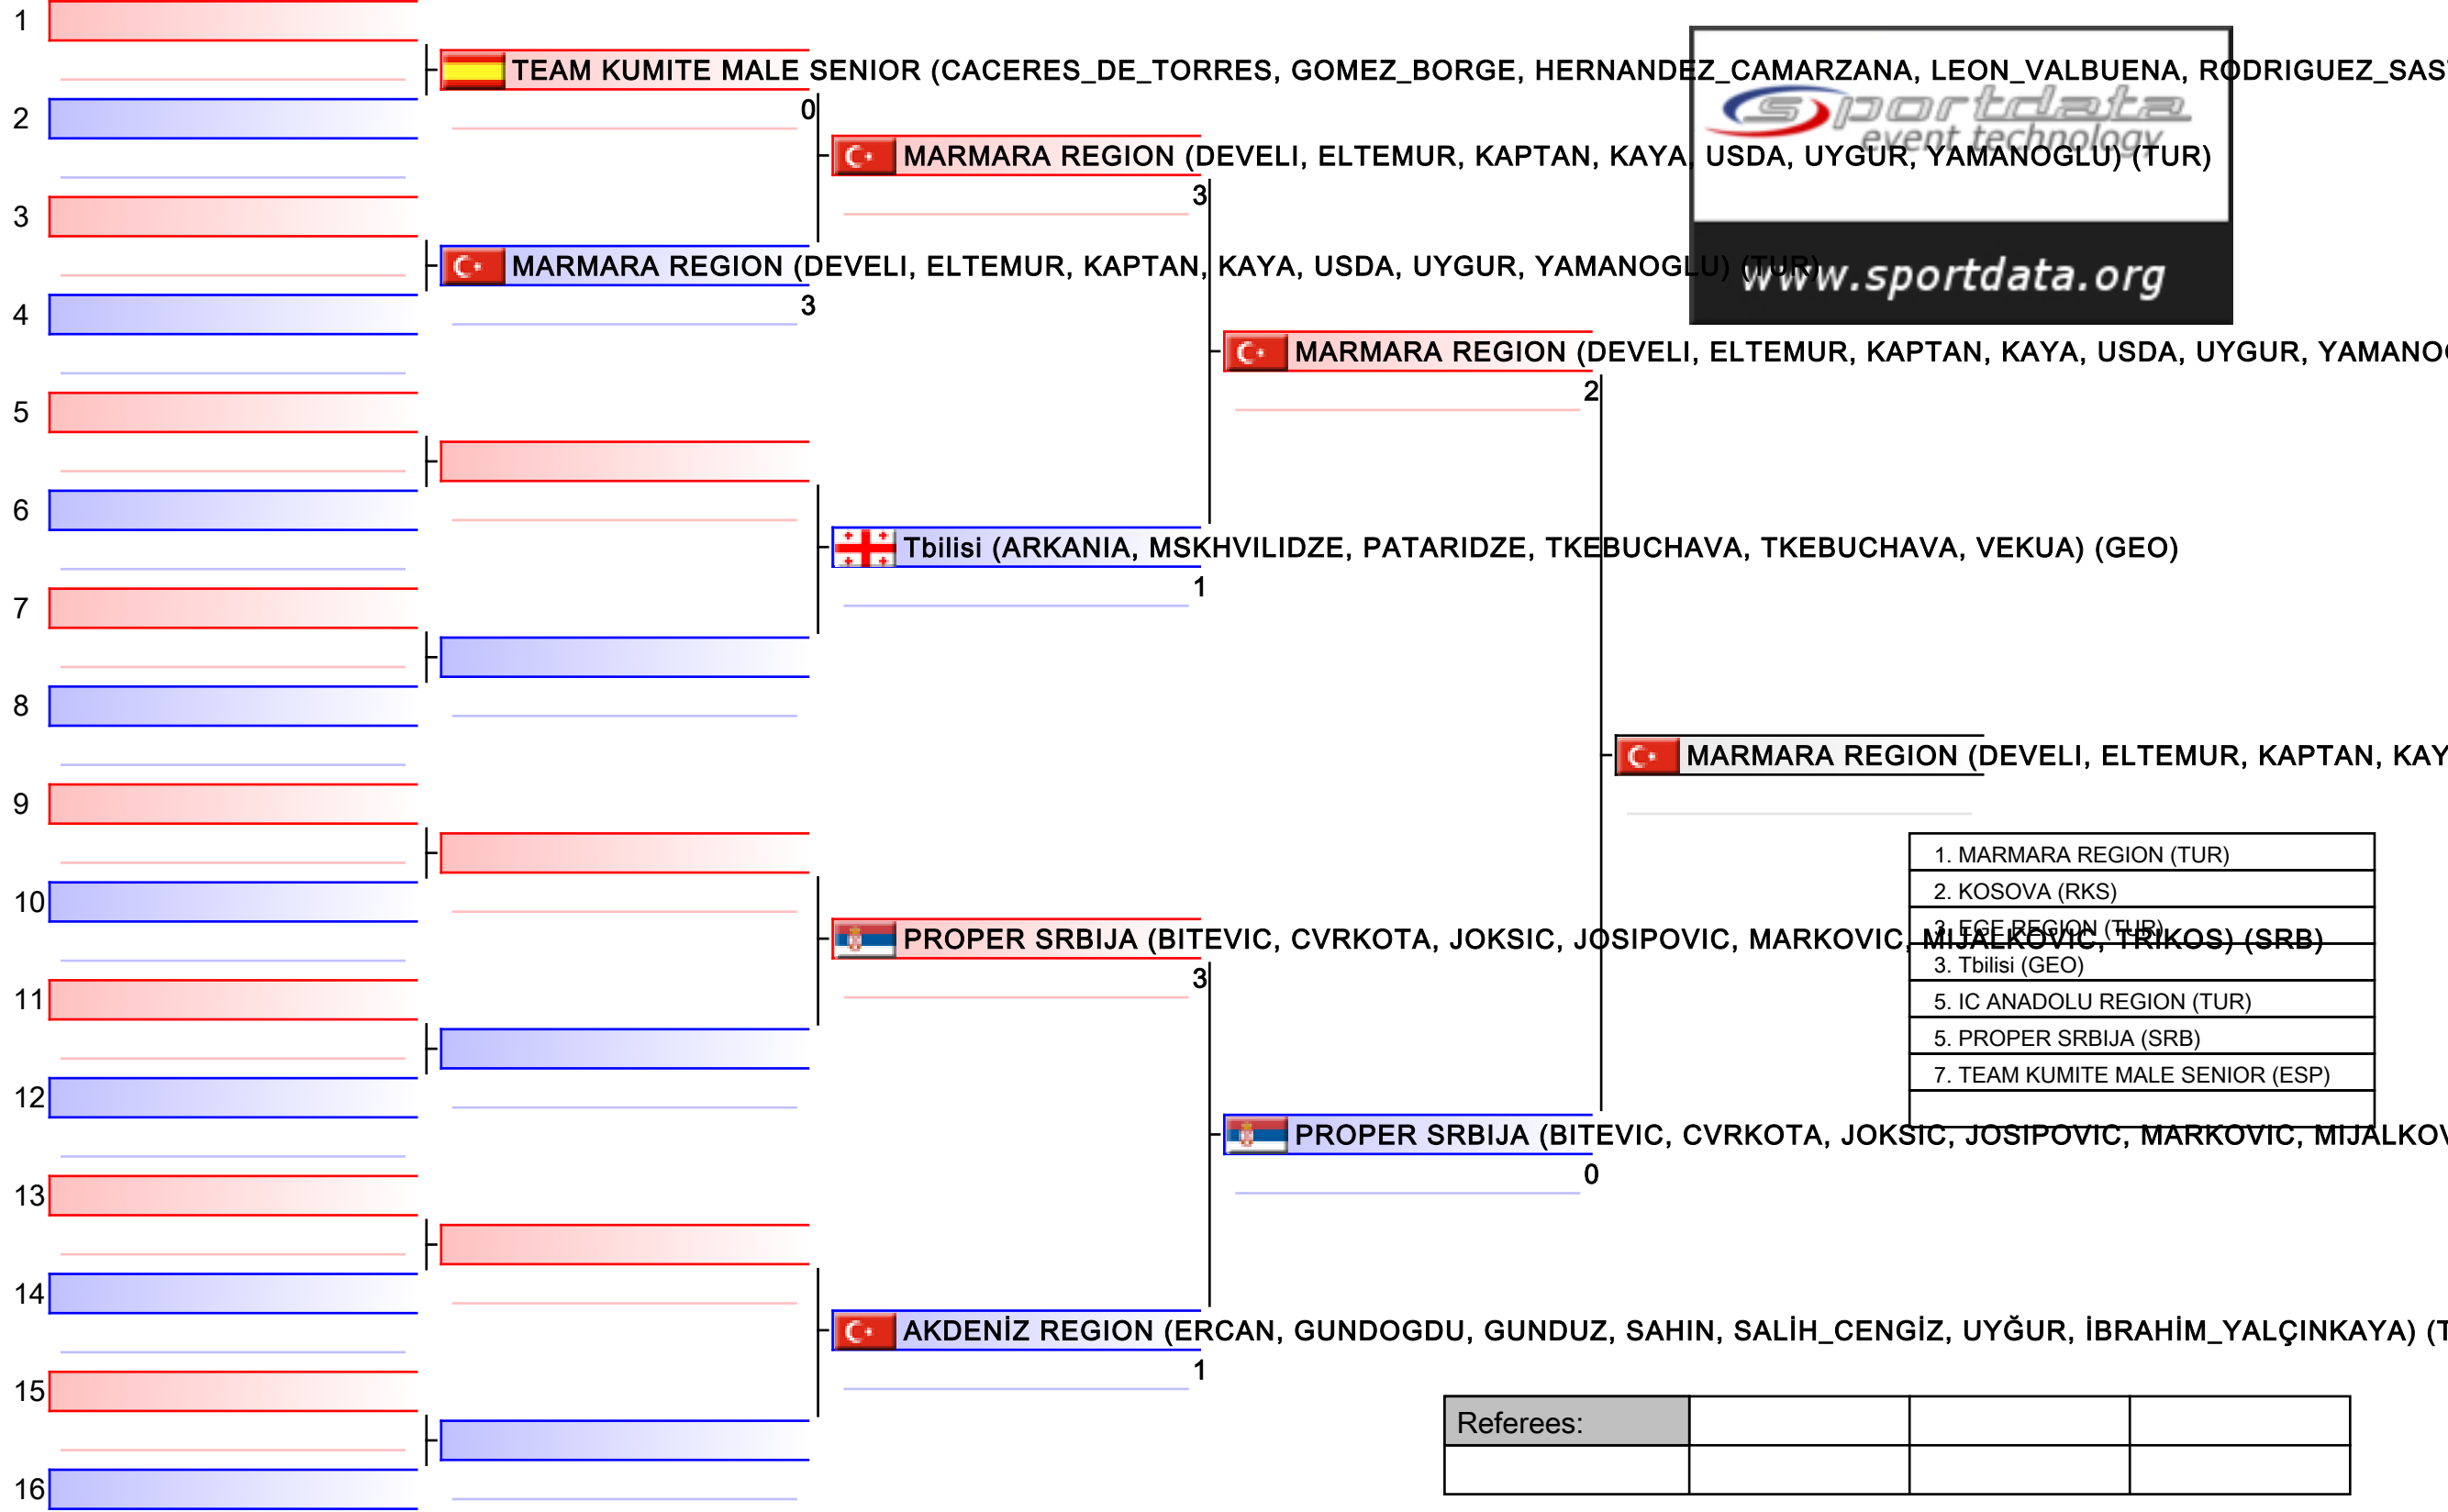 1
TEAM KUMITE MALE SENIOR (CACERES_DE_TORRES, GOMEZ_BORGE, HERNANDEZ_CAMARZANA, LEON_VALBUENA, RODRIGUEZ_SAS
0
2
sportdata
event technology
MARMARA REGION (DEVELI, ELTEMUR, KAPTAN, KAYA, USDA, UYGUR, YAMANOGLU) (TUR)
3
3
MARMARA REGION (DEVELI, ELTEMUR, KAPTAN, KAYA, USDA, UYGUR, YAMANOGLU) (TUR)
www.sportdata.org
3
4
MARMARA REGION (DEVELI, ELTEMUR, KAPTAN, KAYA, USDA, UYGUR, YAMANO
2
5
6
Tbilisi (ARKANIA, MSKHVILIDZE, PATARIDZE, TKEBUCHAVA, TKEBUCHAVA, VEKUA) (GEO)
1
7
8
MARMARA REGION (DEVELI, ELTEMUR, KAPTAN, KAY
9
1. MARMARA REGION (TUR)
2. KOSOVA (RKS)
10
3. EGE REGION (TUR)
PROPER SRBIJA (BITEVIC, CVRKOTA, JOKSIC, JOSIPOVIC, MARKOVIC, MIJALKOVIC, TRIKOS) (SRB)
3
3. Tbilisi (GEO)
11
5. IC ANADOLU REGION (TUR)
5. PROPER SRBIJA (SRB)
7. TEAM KUMITE MALE SENIOR (ESP)
12
PROPER SRBIJA (BITEVIC, CVRKOTA, JOKSIC, JOSIPOVIC, MARKOVIC, MIJALKOV
0
13
14
AKDENİZ REGION (ERCAN, GUNDOGDU, GUNDUZ, SAHIN, SALİH_CENGİZ, UYĞUR, İBRAHİM_YALÇINKAYA) (T
1
15
Referees:
16